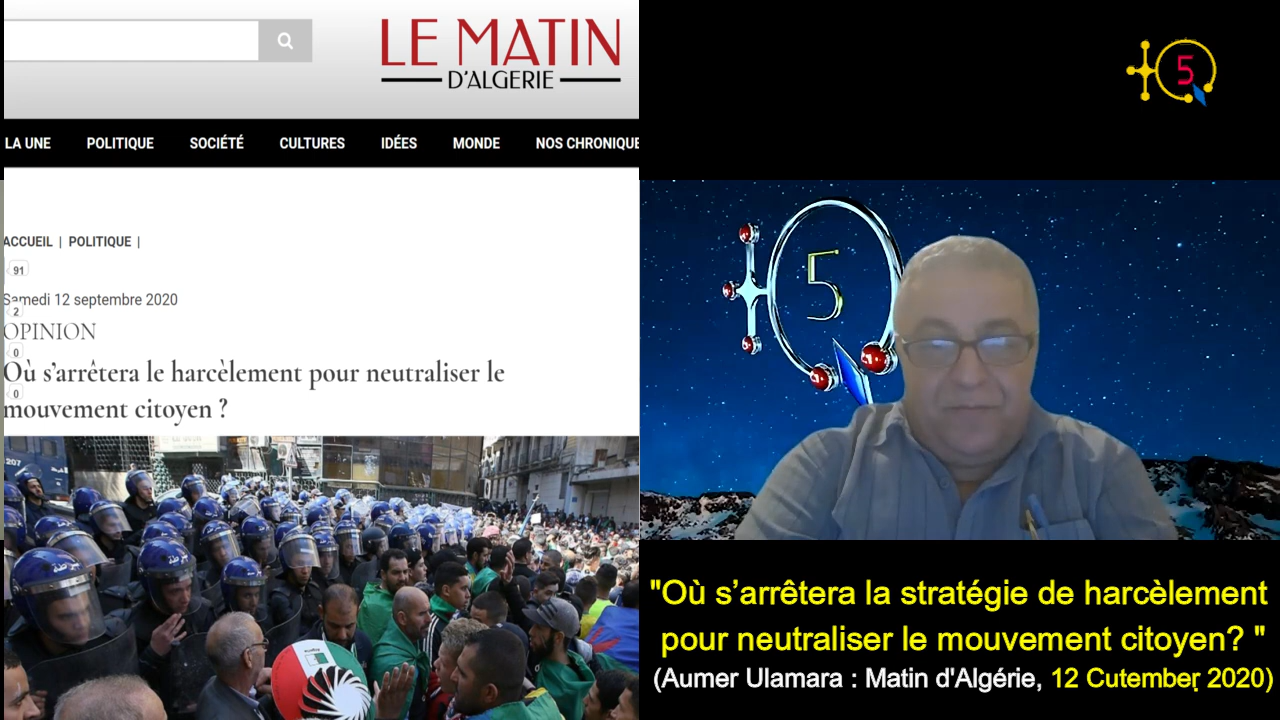 LE MATIN
D'ALGERIE
LA UNE POLITIQUE SOCIÉTÉ CULTURES IDÉES MONDE NOS CHRONIQUE
ACCUEIL | POLITIQUE |
91
Samedi 12 septembre 2020
2
OPINION
0
Où s’arrêtera le harcèlement pour neutraliser le
0
mouvement citoyen ?
207
5
5
"Où s’arrêtera la stratégie de harcèlement
pour neutraliser le mouvement citoyen? "
(Aumer Ulamara : Matin d'Algérie, 12 Cutembeṛ 2020)